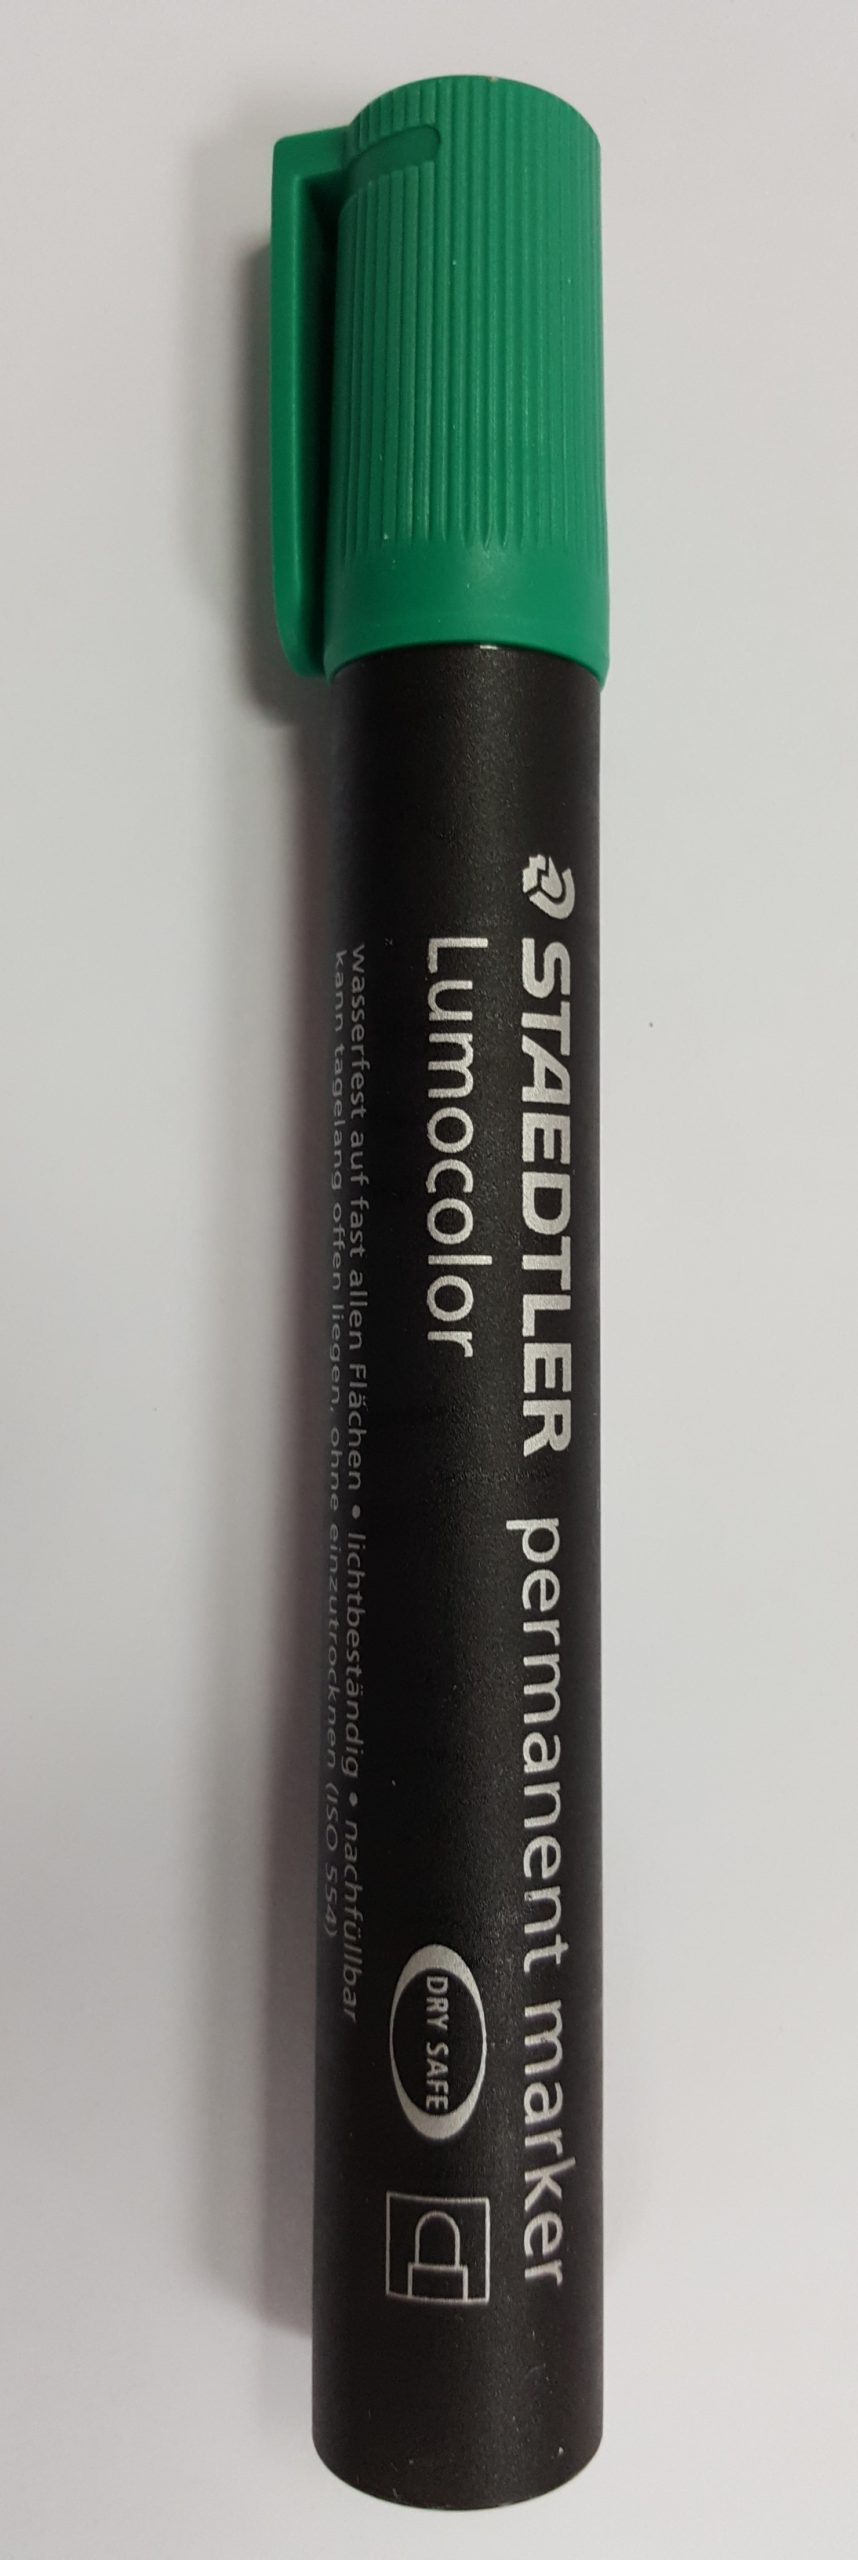 STAEDTLER permanent marker
Lumocolor
DRY SAFE
wasserfest auf fast allen Flächen • lichtbeständig • nachfüllbar
kann tagelang offen liegen, ohne einzutrocknen (ISO 554)